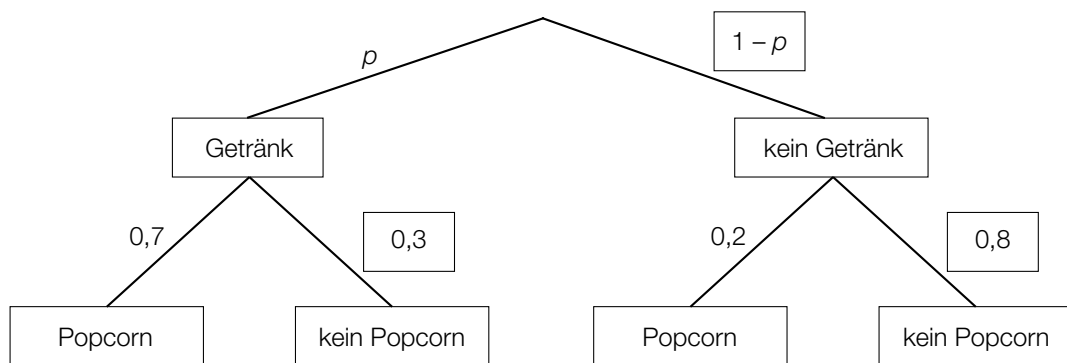 p
1 – p
Getränk
kein Getränk
0,7
0,3
0,2
0,8
Popcorn
kein Popcorn
Popcorn
kein Popcorn